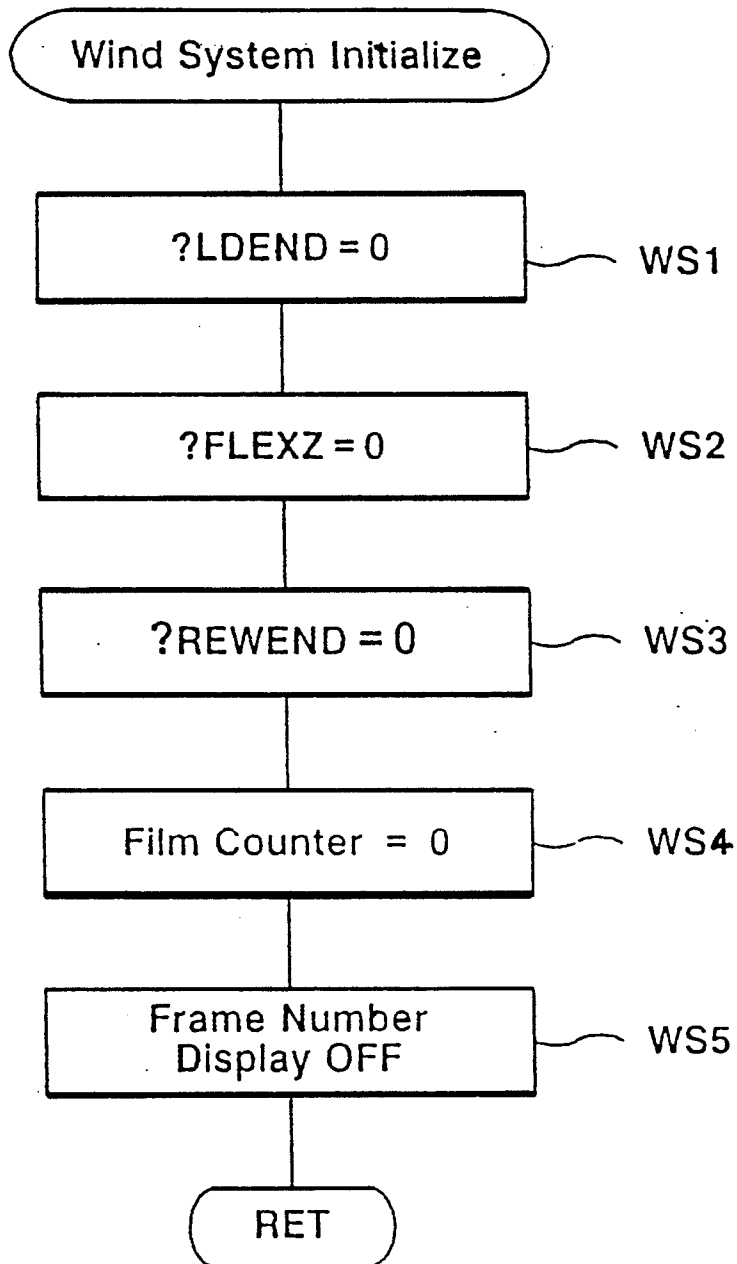 Wind System Initialize
?LDEND = 0
WS1
?FLEXZ = 0
WS2
?REWEND = 0
WS3
Film Counter = 0
WS4
Frame Number
Display OFF
WS5
RET